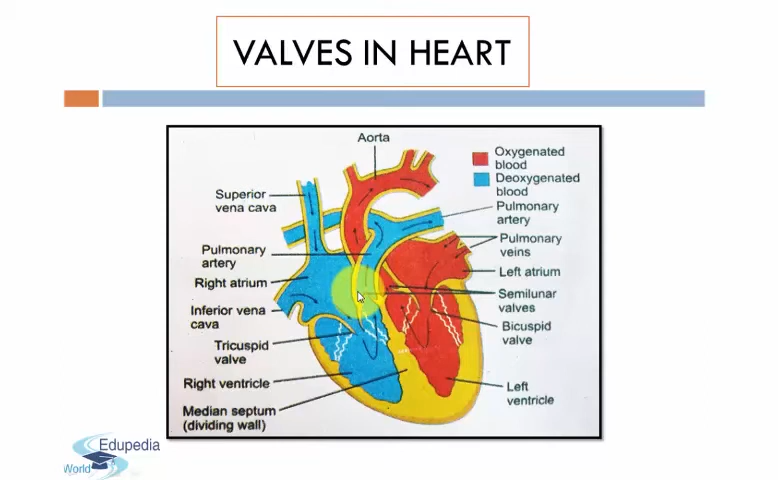 VALVES IN HEART
Aorta
Oxygenated
blood
Deoxygenated
blood
Superior
vena cava
Pulmonary
artery
Pulmonary
veins
Pulmonary
artery
Right atrium
Left atrium
Semilunar
valves
Inferior vena
cava
Bicuspid
valve
Tricuspid
valve
Right ventricle
Left
ventricle
Median septum
(dividing wall)
Edupedia
World